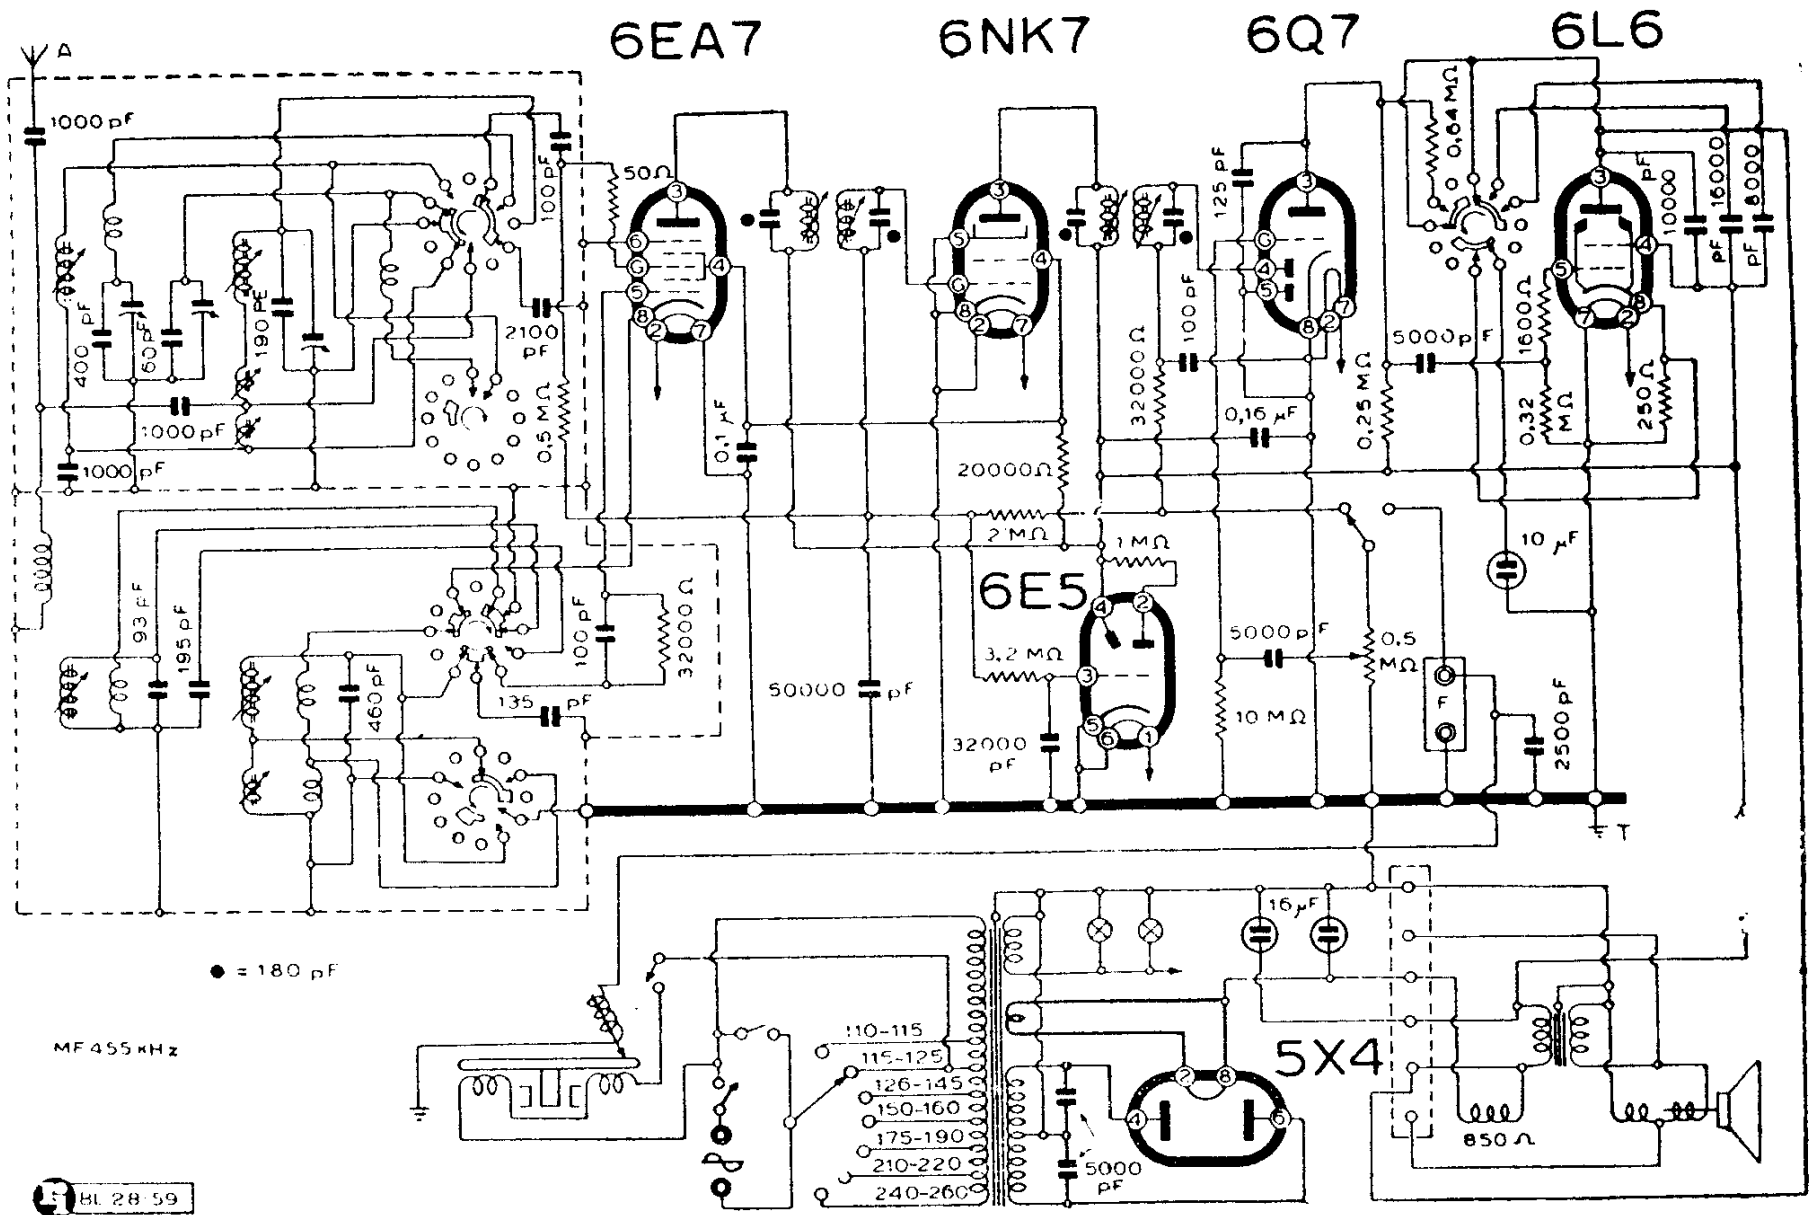 6EA7
6NK7
6Q7
6L6
A
1000 pF
100 pF
50Ω
125 pF
0,64 MΩ
10000 pF
16000 pF
8000 pF
400 pF
60 pF
190 PF
2100 pF
1000 pF
1000 pF
0,5 MΩ
0,1 µF
20000Ω
32000Ω
100 pF
0,16 µF
0,25 MΩ
5000 pF
1600Ω
0,32 MΩ
250Ω
2 MΩ
1 MΩ
10 µF
6E5
93 pF
195 pF
460 pF
135 pF
100 pF
32000Ω
50000 pF
3,2 MΩ
32000 pF
5000 pF
10 MΩ
0,5 MΩ
F
2500 pF
T
● = 180 pF
MF 455 KHz
16 µF
110-115
115-125
126-145
150-160
175-190
210-220
240-260
5X4
5000 pF
850 Ω
BL 28-59